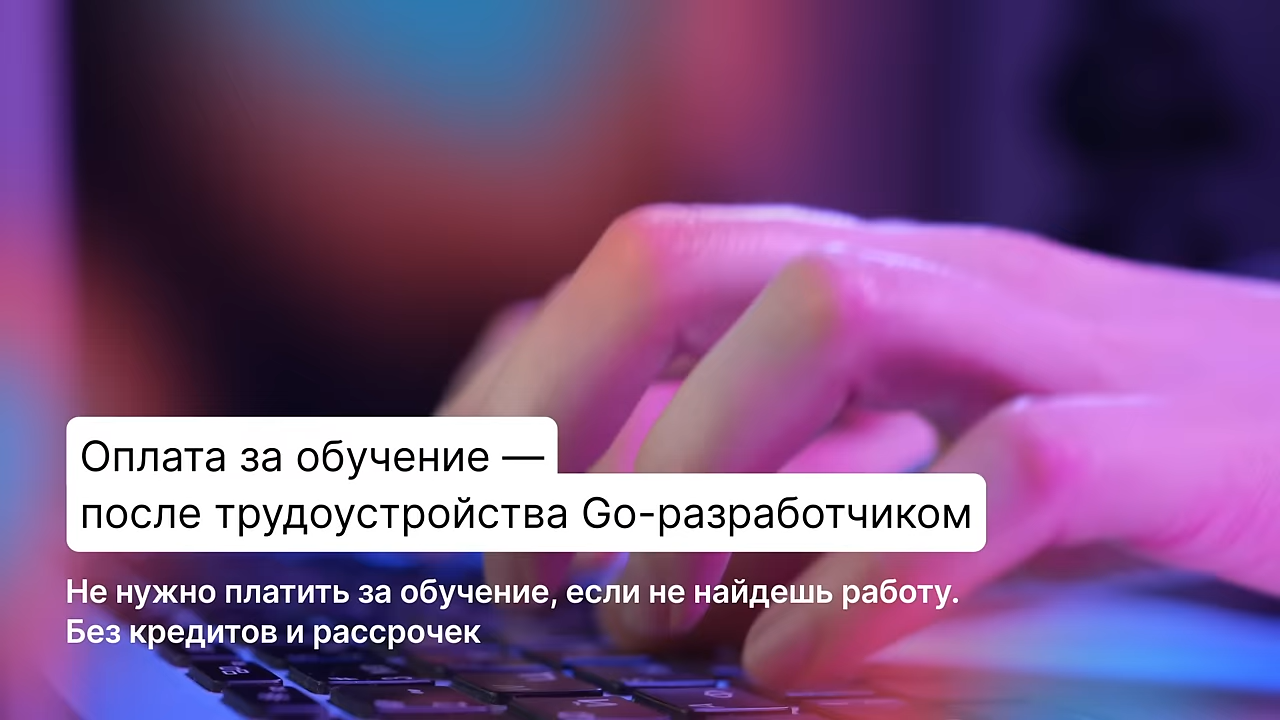 Оплата за обучение —
после трудоустройства Go-разработчиком
Не нужно платить за обучение, если не найдешь работу.
Без кредитов и рассрочек